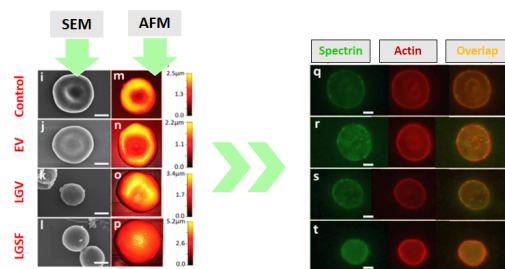 SEM AFM
Spectrin Actin Overlap
Control
i m 2.5µm 1.3 0.0
q
EV
j n 2.2µm 1.1 0.0
r
LGV
k o 3.4µm 1.7 0.0
s
LGSF
l p 5.2µm 2.6 0.0
t